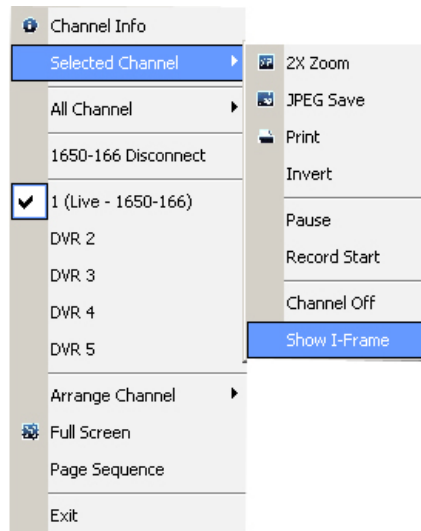 Channel Info
Selected Channel
All Channel
1650-166 Disconnect
1 (Live - 1650-166)
DVR 2
DVR 3
DVR 4
DVR 5
Arrange Channel
Full Screen
Page Sequence
Exit
2X Zoom
JPEG Save
Print
Invert
Pause
Record Start
Channel Off
Show I-Frame